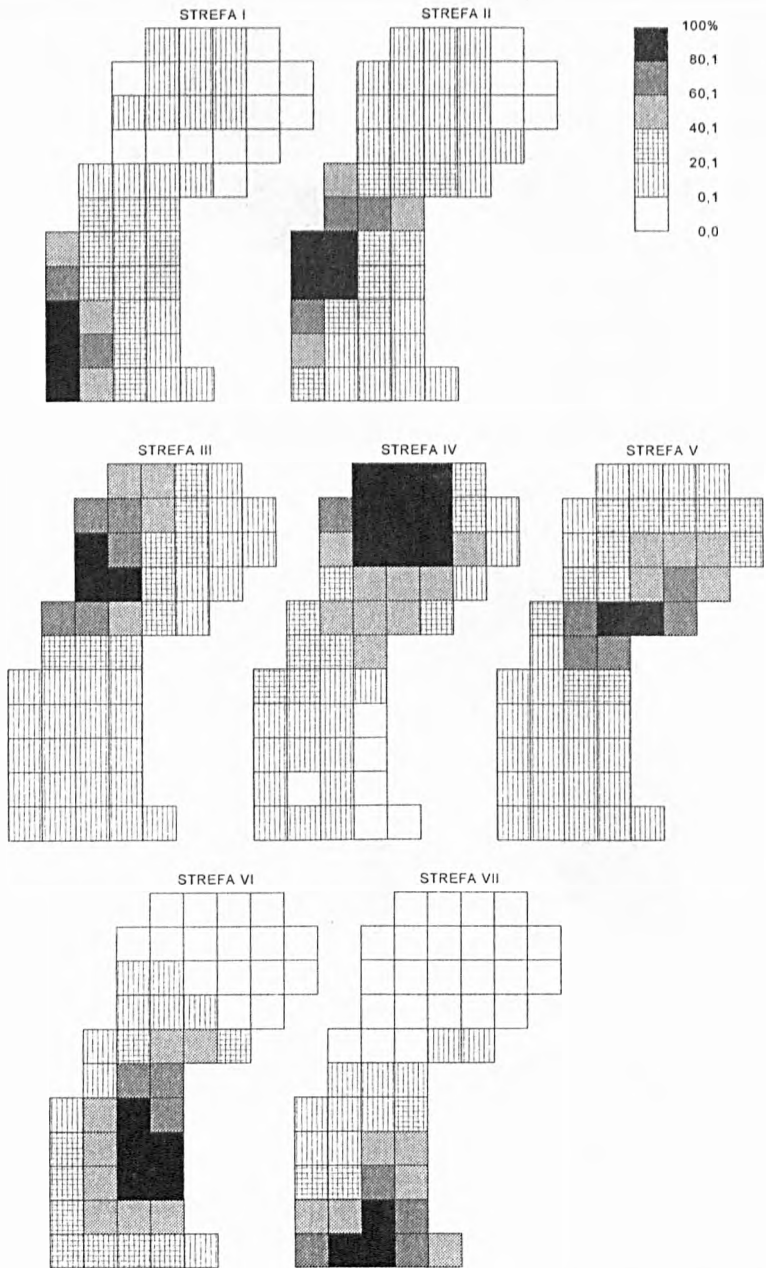 STREFA I
STREFA II
100%
80,1
60,1
40,1
20,1
0,1
0,0
STREFA III
STREFA IV
STREFA V
STREFA VI
STREFA VII